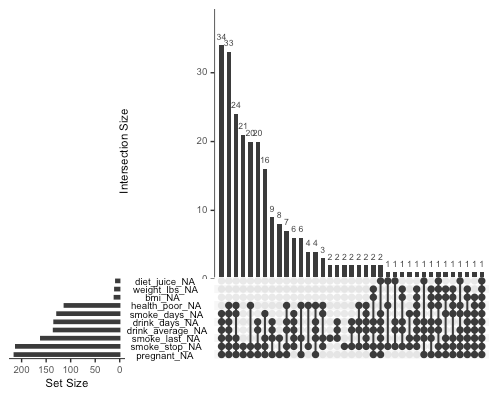 34 33 24 21 20 20 16 9 8 7 6 6 4 4 3 2 2 2 2 2 2 2 2 1 1 1 1 1 1 1 1 1 1 1 1 1 1
30
20
10
0
Intersection Size
diet_juice_NA
weight_lbs_NA
bmi_NA
health_poor_NA
smoke_days_NA
drink_days_NA
drink_average_NA
smoke_last_NA
smoke_stop_NA
pregnant_NA
200 150 100 50 0
Set Size